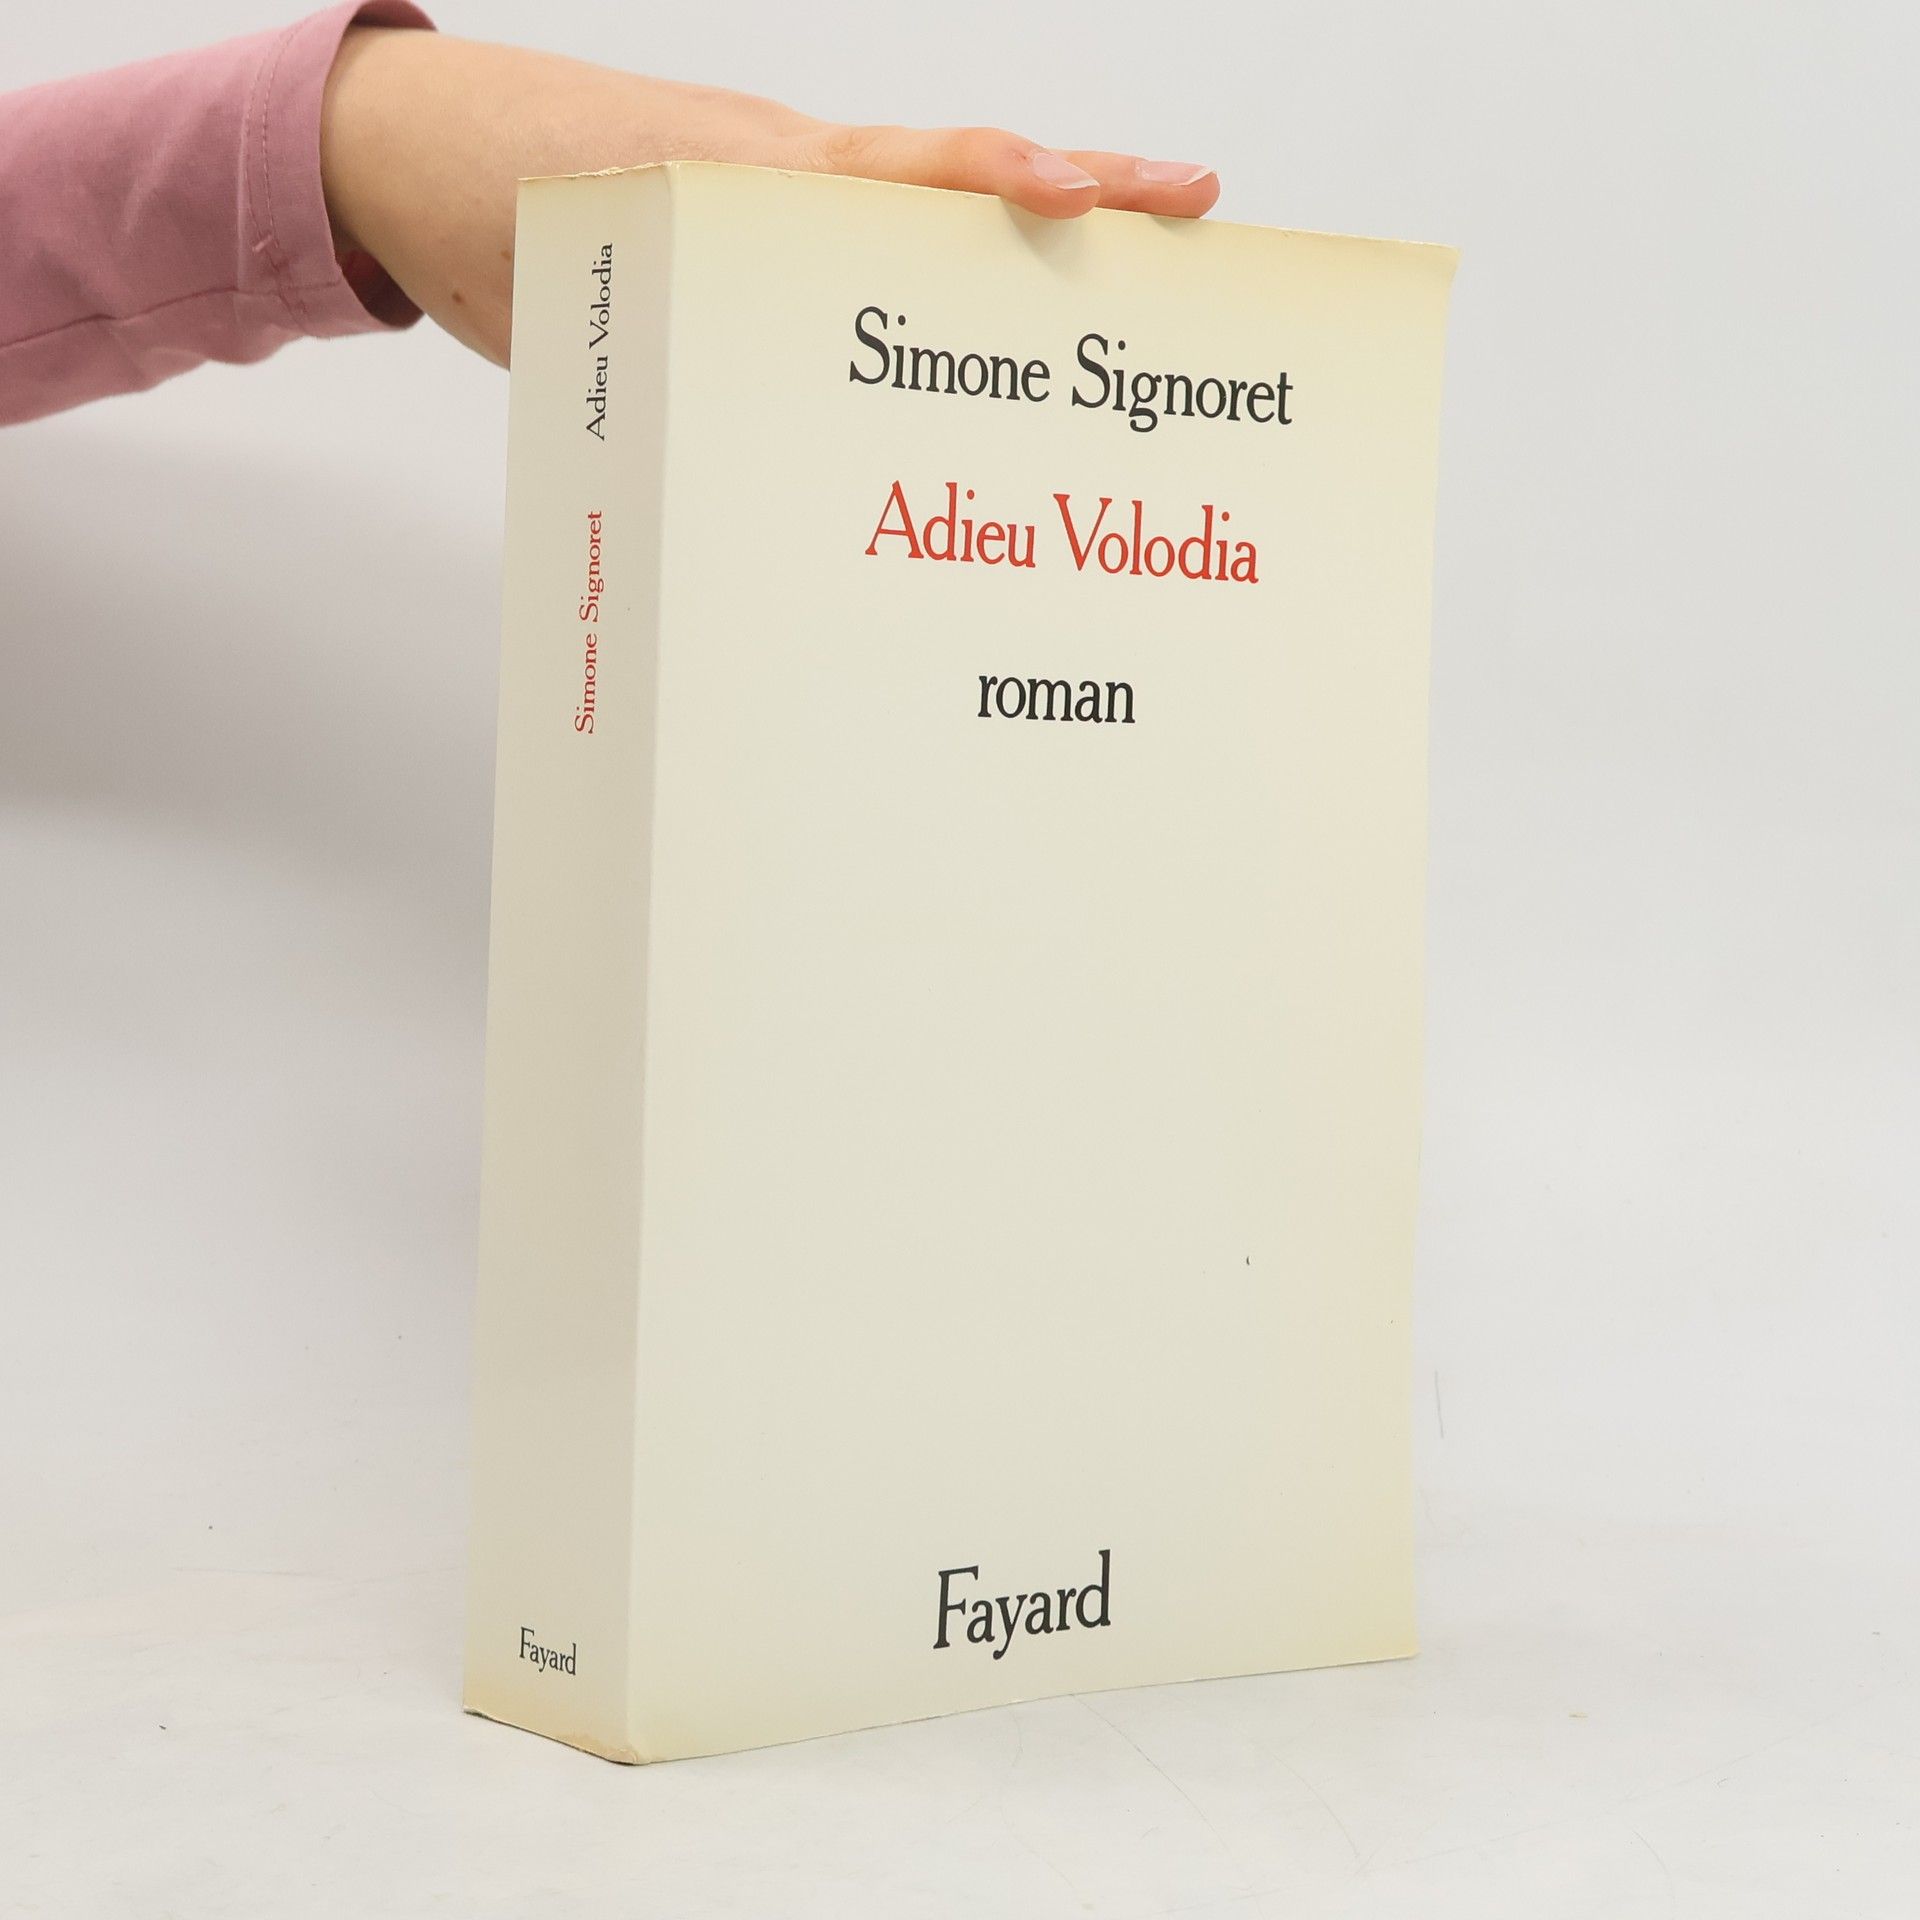 Simone Signoret
Adieu Volodia
roman
Fayard
Simone Signoret Adieu Volodia
Fayard